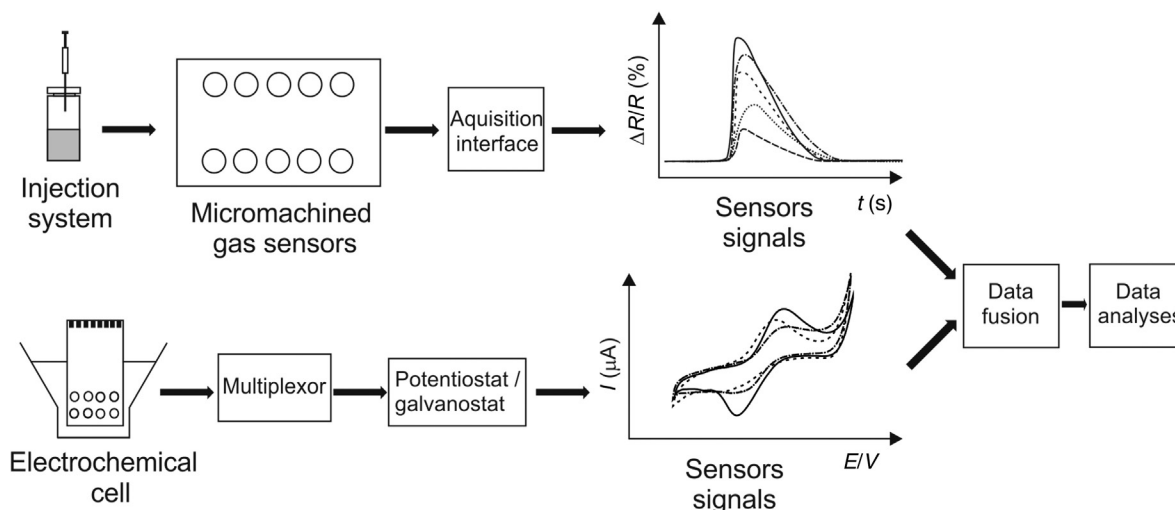 Injection
system
Micromachined
gas sensors
Aquisition
interface
ΔR/R (%)
t (s)
Sensors
signals
Electrochemical
cell
Multiplexor
Potentiostat /
galvanostat
I (μA)
E/V
Sensors
signals
Data
fusion
Data
analyses